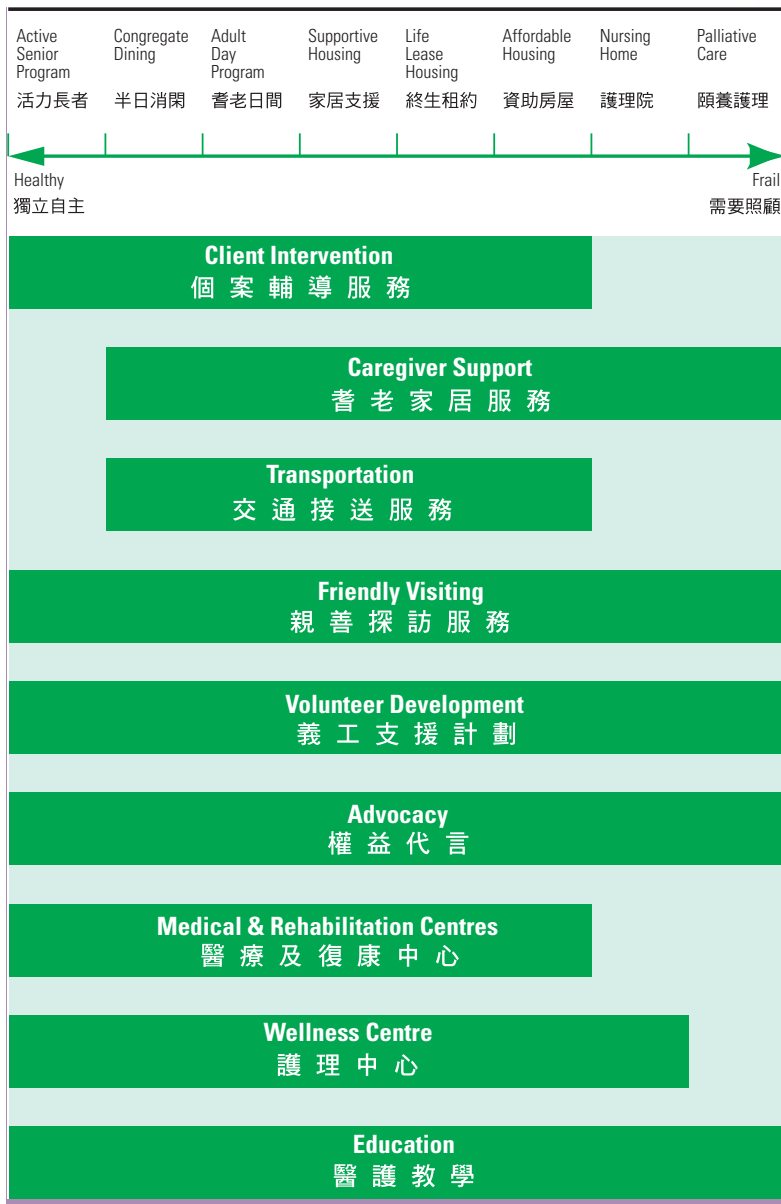 Active
Senior
Program
活力長者
Congregate
Dining
半日消閑
Adult
Day
Program
耆老日間
Supportive
Housing
家居支援
Life
Lease
Housing
終生租約
Affordable
Housing
資助房屋
Nursing
Home
護理院
Palliative
Care
頤養護理
Healthy
獨立自主
Frail
需要照顧
Client Intervention
個案輔導服務
Caregiver Support
耆老家居服務
Transportation
交通接送服務
Friendly Visiting
親善探訪服務
Volunteer Development
義工支援計劃
Advocacy
權益代言
Medical & Rehabilitation Centres
醫療及復康中心
Wellness Centre
護理中心
Education
醫護教學